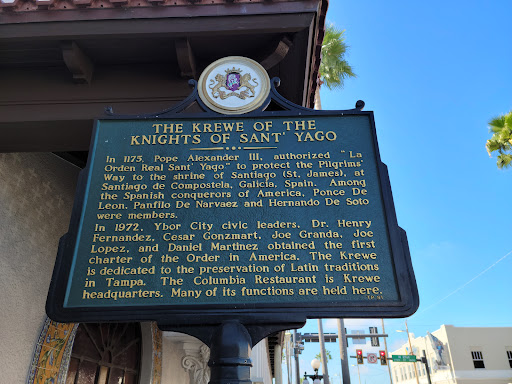 THE KREWE OF THE
KNIGHTS OF SANT' YAGO
In 1175, Pope Alexander III, authorized "La
Orden Real Sant' Yago" to protect the Pilgrims'
Way to the shrine of Santiago (St. James), at
Santiago de Compostela, Galicia, Spain. Among
the Spanish conquerors of America, Ponce De
Leon, Panfilo De Narvaez and Hernando De Soto
were members.
In 1972, Ybor City civic leaders, Dr. Henry
Fernandez, Cesar Gonzmart, Joe Granda, Joe
Lopez, and Daniel Martinez obtained the first
charter of the Order in America. The Krewe
is dedicated to the preservation of Latin traditions
in Tampa. The Columbia Restaurant is Krewe
headquarters. Many of its functions are held here.